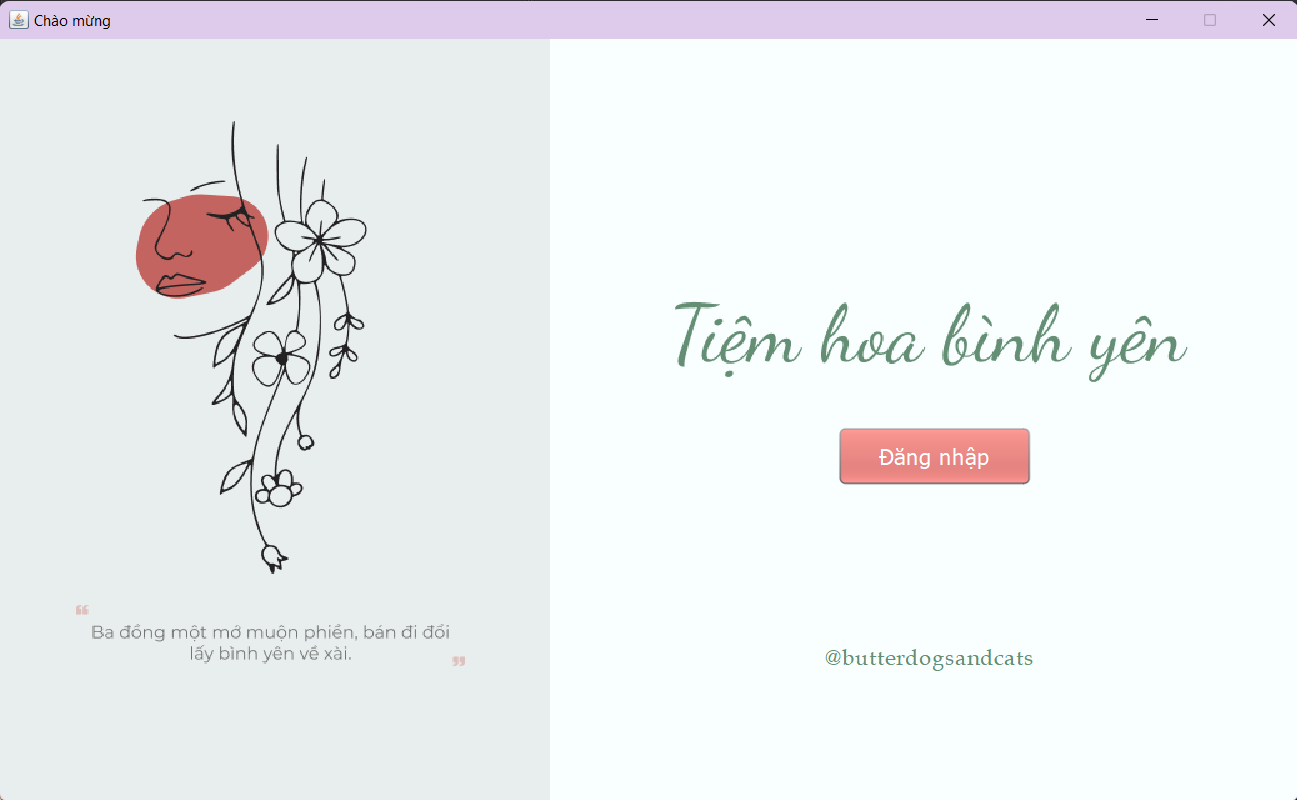 Chào mừng
❝
Ba đồng một mớ muộn phiền, bán đi đổi
lấy bình yên về xài.
❞
Tiệm hoa bình yên
Đăng nhập
@butterdogsandcats